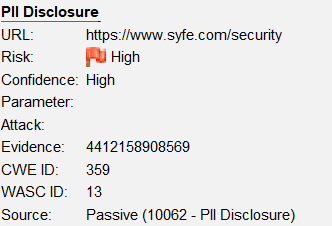 PII Disclosure
URL: https://www.syfe.com/security
Risk: High
Confidence: High
Parameter:
Attack:
Evidence: 4412158908569
CWE ID: 359
WASC ID: 13
Source: Passive (10062 - PII Disclosure)